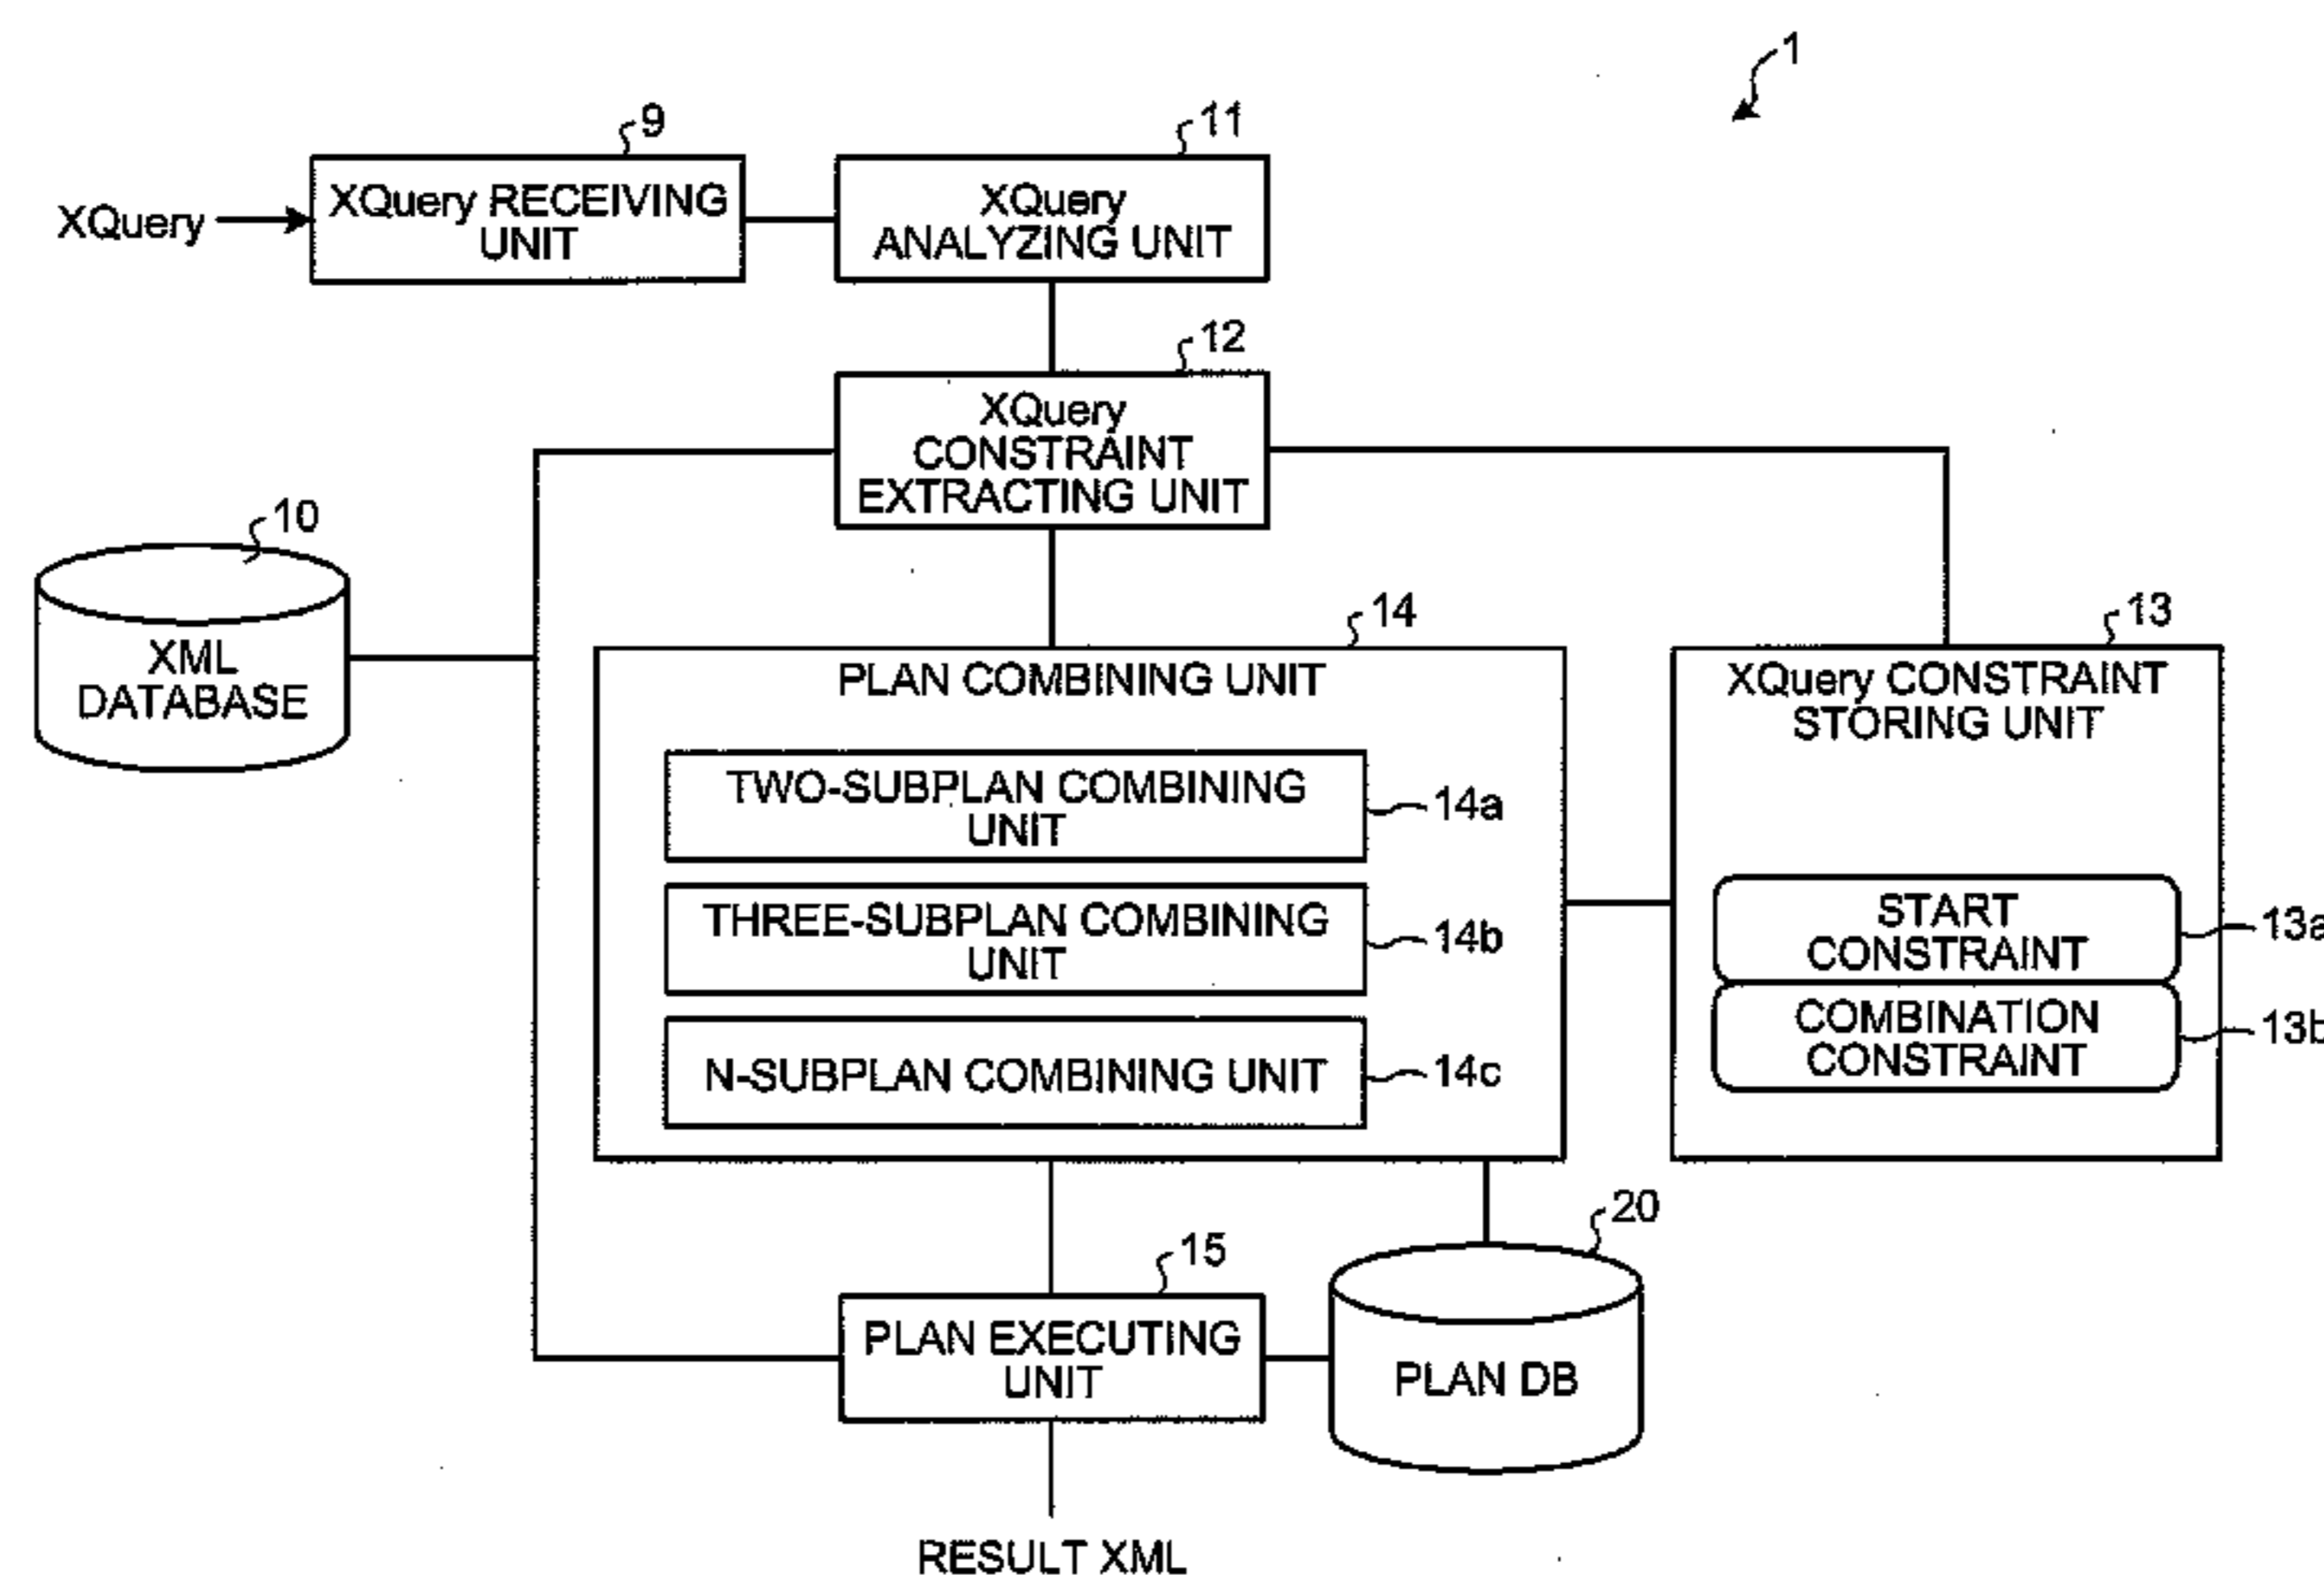 1
9
11
XQuery
XQuery RECEIVING
UNIT
XQuery
ANALYZING UNIT
12
XQuery
CONSTRAINT
EXTRACTING UNIT
10
XML
DATABASE
14
PLAN COMBINING UNIT
TWO-SUBPLAN COMBINING
UNIT
14a
THREE-SUBPLAN COMBINING
UNIT
14b
N-SUBPLAN COMBINING UNIT
14c
13
XQuery CONSTRAINT
STORING UNIT
START
CONSTRAINT
13a
COMBINATION
CONSTRAINT
13b
15
PLAN EXECUTING
UNIT
20
PLAN DB
RESULT XML